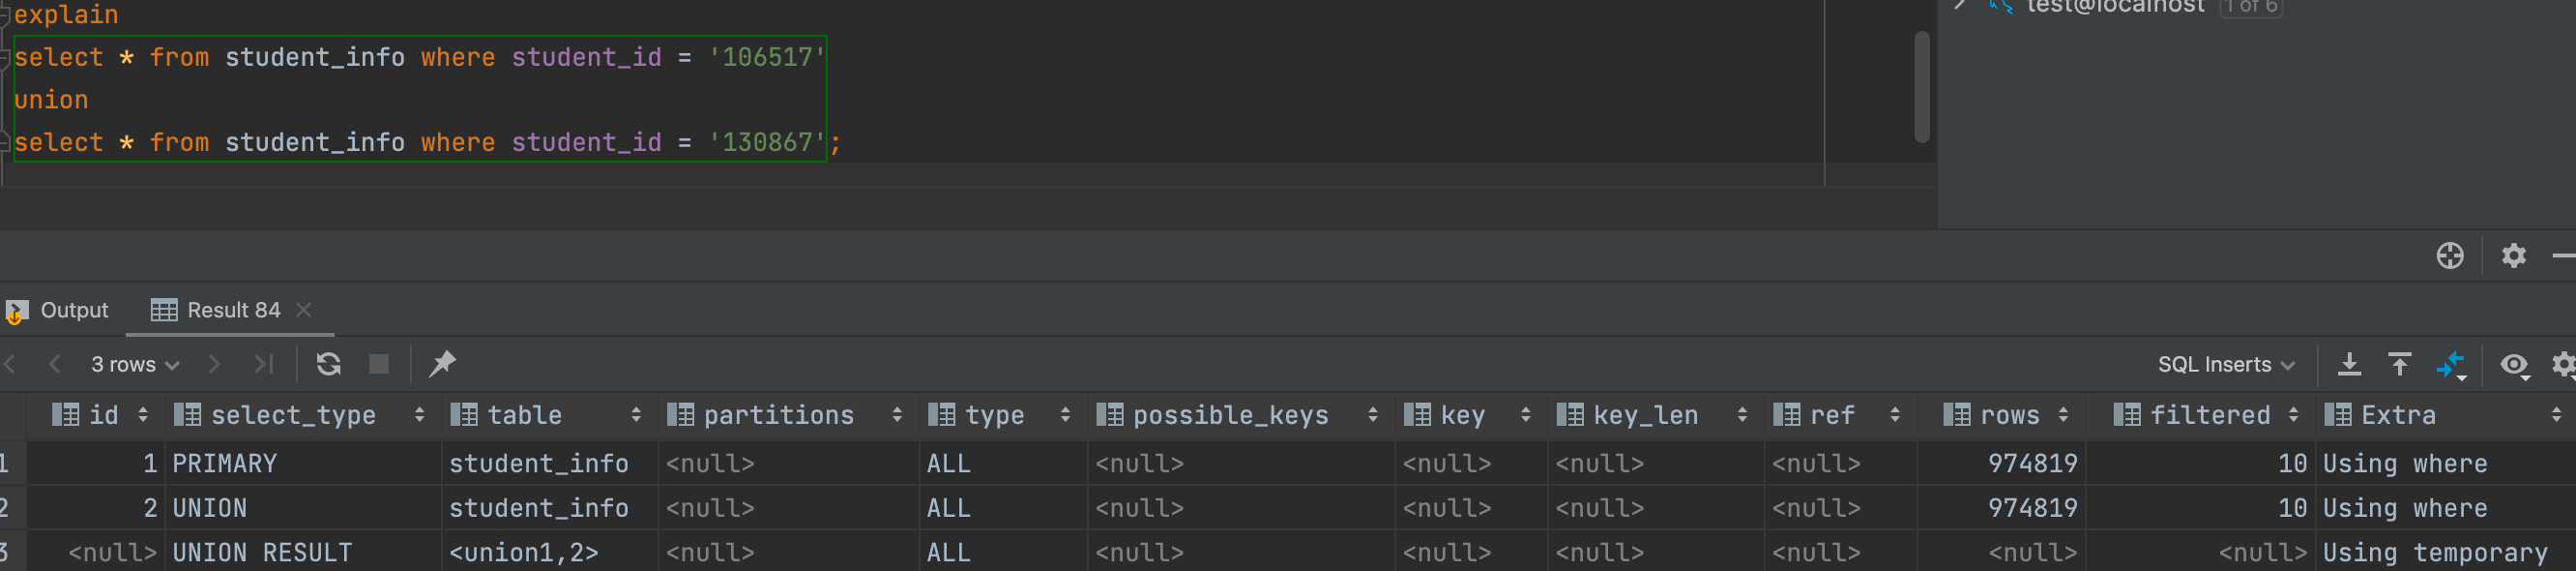 explain
test@localhost 1 of 6
select * from student_info where student_id = '106517'
union
select * from student_info where student_id = '130867';
Output Result 84
3 rows SQL Inserts
id select_type table partitions type possible_keys key key_len ref rows filtered Extra
1 1 PRIMARY student_info <null> ALL <null> <null> <null> <null> 974819 10 Using where
2 2 UNION student_info <null> ALL <null> <null> <null> <null> 974819 10 Using where
3 <null> UNION RESULT <union1,2> <null> ALL <null> <null> <null> <null> <null> <null> Using temporary